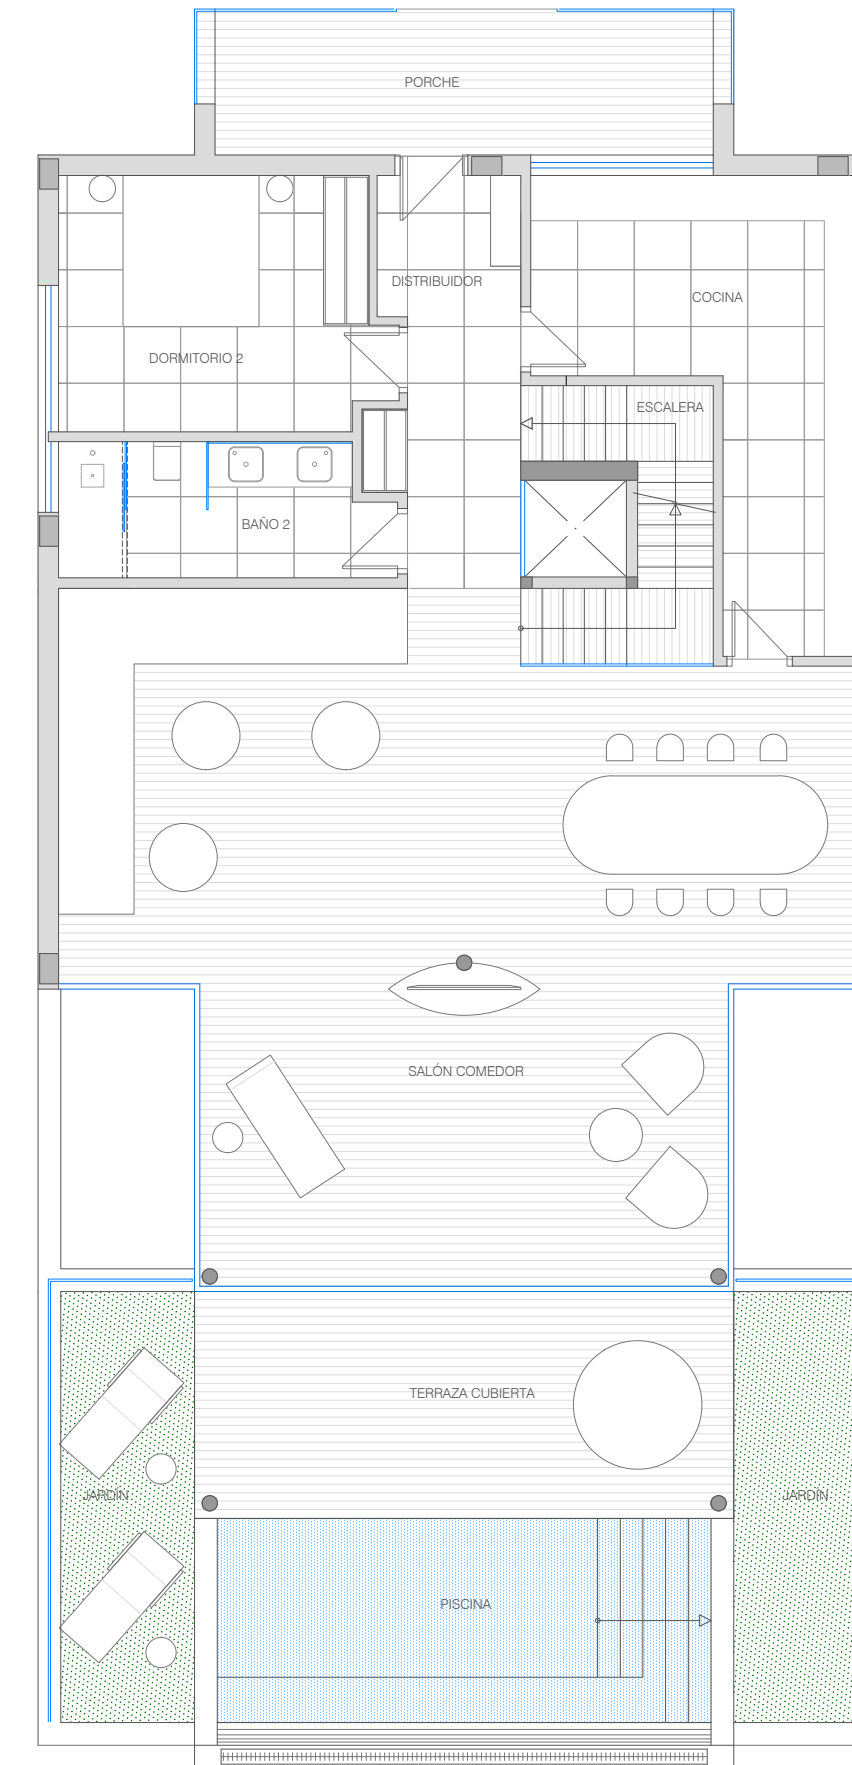 PORCHE
DISTRIBUIDOR
COCINA
DORMITORIO 2
ESCALERA
BAÑO 2
SALÓN COMEDOR
TERRAZA CUBIERTA
JARDÍN
JARDÍN
PISCINA